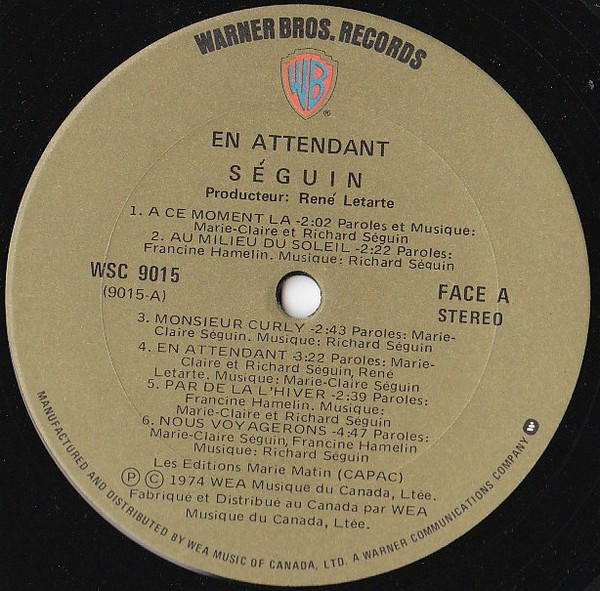 WARNER BROS. RECORDS
WB
®
EN ATTENDANT
SÉGUIN
Producteur: René Letarte
1. A CE MOMENT LA -2:02 Paroles et Musique:
Marie-Claire et Richard Séguin
2. AU MILIEU DU SOLEIL -2:22 Paroles:
Francine Hamelin. Musique: Richard Séguin
WSC 9015
(9015-A)
FACE A
STEREO
3. MONSIEUR CURLY -2:43 Paroles: Marie-
Claire Séguin. Musique: Richard Séguin
4. EN ATTENDANT -3:22 Paroles: Marie-
Claire et Richard Séguin, René
Letarte. Musique: Marie-Claire Séguin
5. PAR DE LA L'HIVER -2:39 Paroles:
Francine Hamelin. Musique:
Marie-Claire et Richard Séguin
6. NOUS VOYAGERONS -4:47 Paroles:
Marie-Claire Séguin, Francine Hamelin
Musique: Richard Séguin
Les Editions Marie Matin (CAPAC)
Ⓟ Ⓒ 1974 WEA Musique du Canada, Ltée.
Fabriqué et Distribué au Canada par WEA
Musique du Canada, Ltée.
MANUFACTURED AND DISTRIBUTED BY WEA MUSIC OF CANADA, LTD. A WARNER COMMUNICATIONS COMPANY